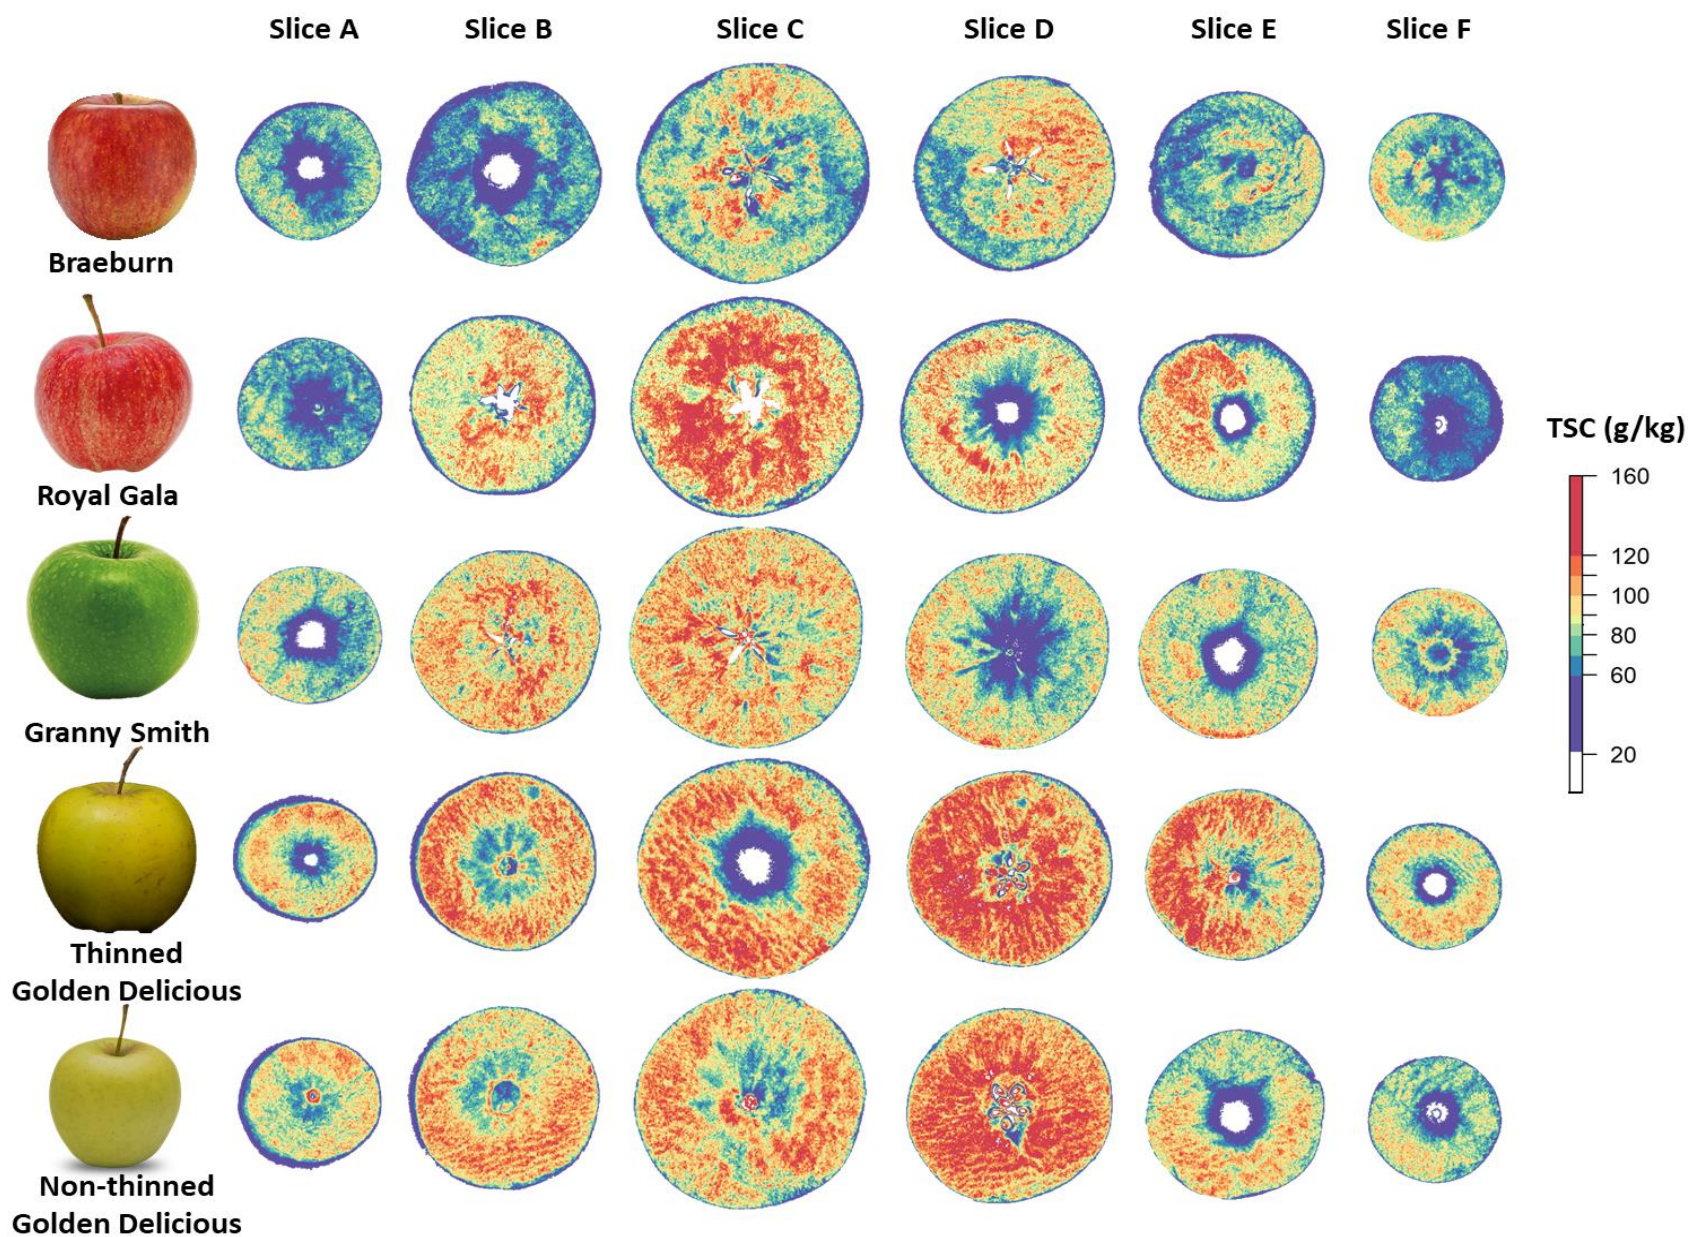 Slice A Slice B Slice C Slice D Slice E Slice F
Braeburn
Royal Gala
Granny Smith
Thinned
Golden Delicious
Non-thinned
Golden Delicious
TSC (g/kg)
160
120
100
80
60
20